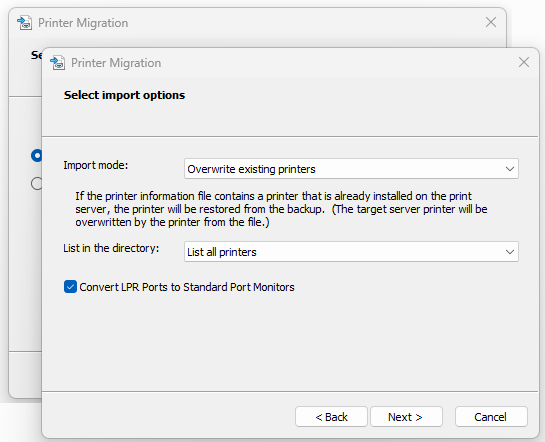 Printer Migration
Se
Printer Migration
Select import options
Import mode:
Overwrite existing printers
If the printer information file contains a printer that is already installed on the print
server, the printer will be restored from the backup.  (The target server printer will be
overwritten by the printer from the file.)
List in the directory:
List all printers
Convert LPR Ports to Standard Port Monitors
< Back
Next >
Cancel